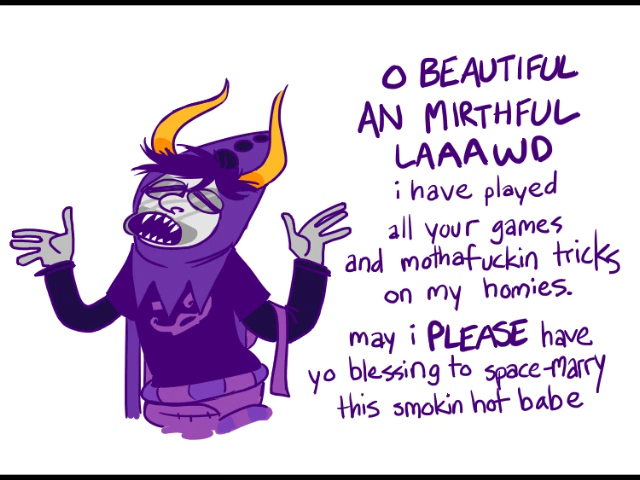 O BEAUTIFUL
AN MIRTHFUL
LAAAWD
i have played
all your games
and mothafuckin tricks
on my homies.
may i PLEASE have
yo blessing to space-marry
this smokin hot babe